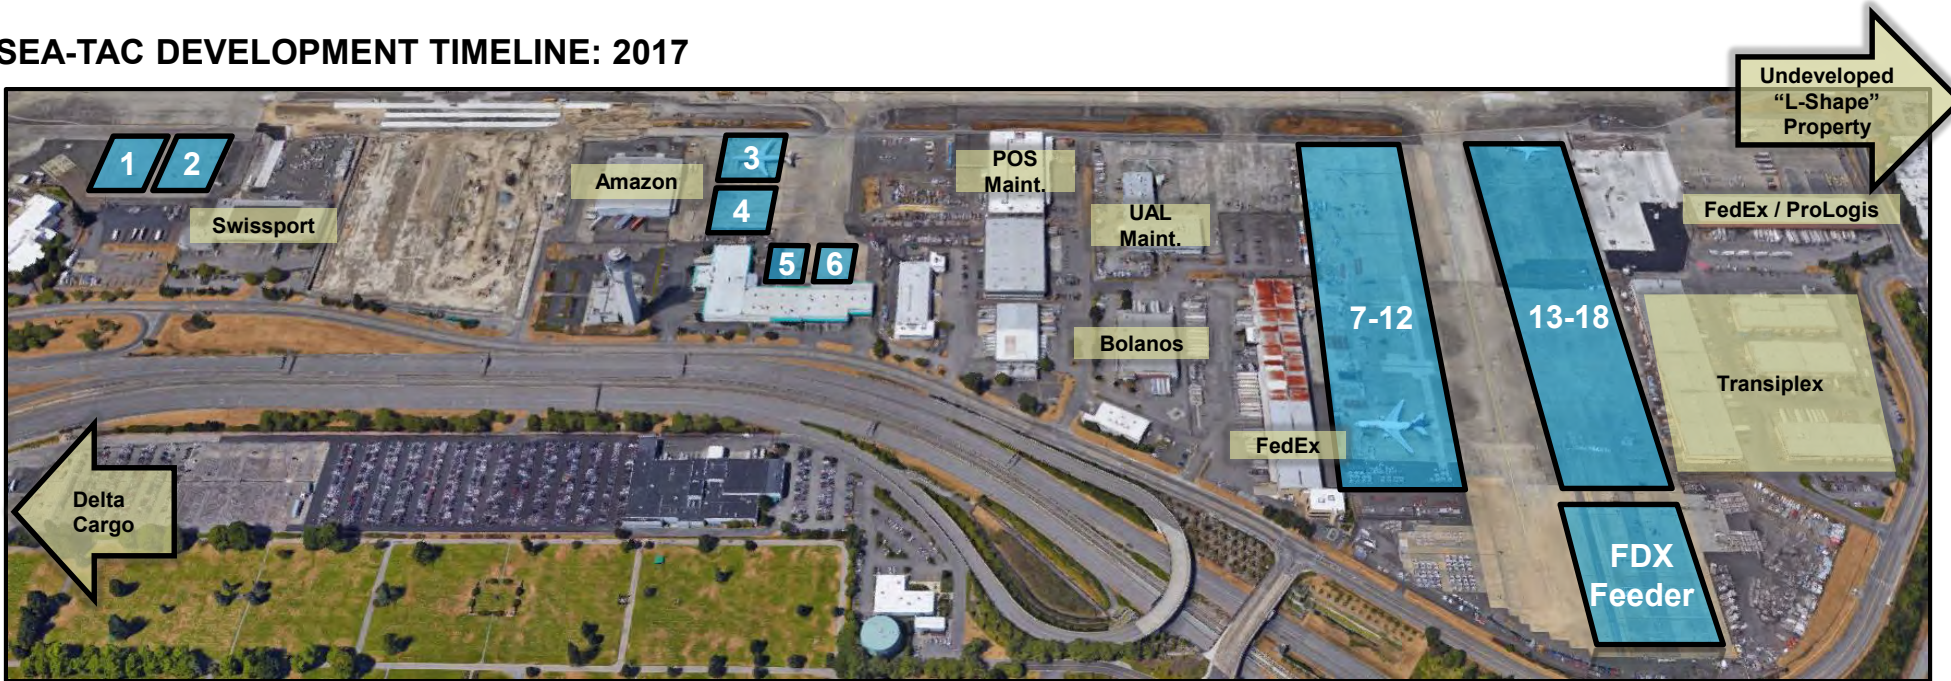 SEA-TAC DEVELOPMENT TIMELINE: 2017
Undeveloped
“L-Shape”
Property
1
2
3
4
5
6
Amazon
Swissport
POS
Maint.
UAL
Maint.
Bolanos
FedEx
7-12
13-18
FedEx / ProLogis
Transiplex
FDX
Feeder
Delta
Cargo